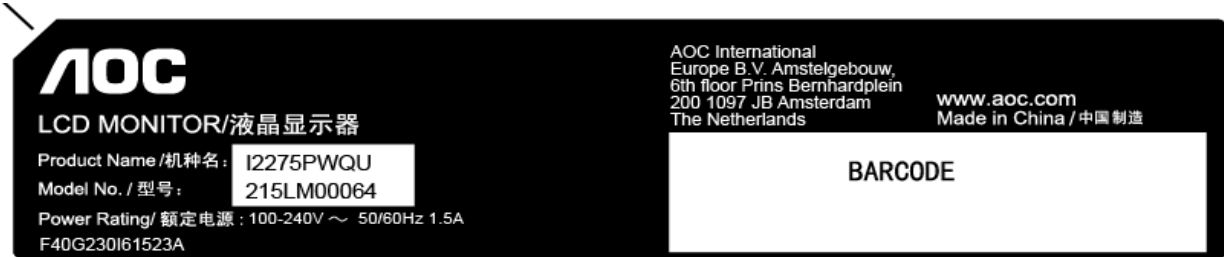 AOC
LCD MONITOR/液晶显示器
Product Name/机种名: I2275PWQU
Model No. / 型号: 215LM00064
Power Rating/ 额定电源 : 100-240V ～ 50/60Hz 1.5A
F40G230I61523A
AOC International
Europe B.V. Amstelgebouw,
6th floor Prins Bernhardplein
200 1097 JB Amsterdam
The Netherlands
www.aoc.com
Made in China / 中国制造
BARCODE